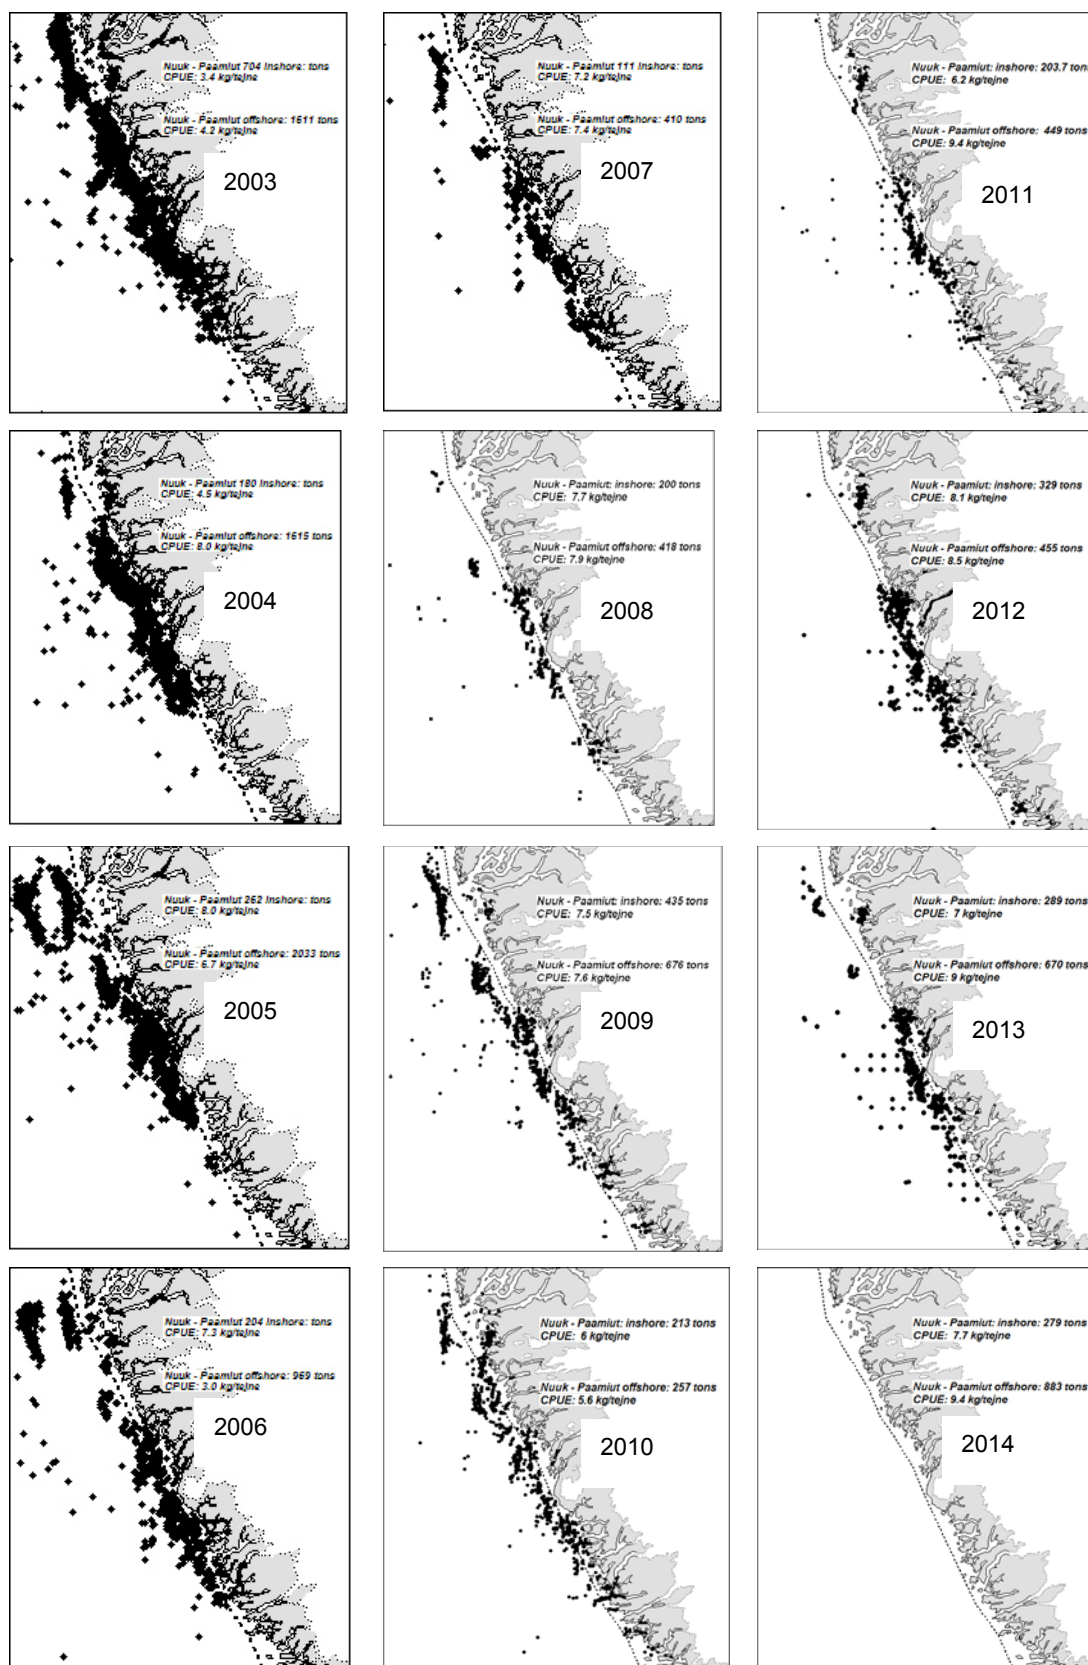 Nuuk - Paamiut 704 Inshore: tons
CPUE: 3.4 kg/tejne
Nuuk - Paamiut offshore: 1611 tons
CPUE: 4.2 kg/tejne
2003
Nuuk - Paamiut 111 Inshore: tons
CPUE: 7.2 kg/tejne
Nuuk - Paamiut offshore: 410 tons
CPUE: 7.4 kg/tejne
2007
Nuuk - Paamiut: inshore: 203.7 tons
CPUE: 6.2 kg/tejne
Nuuk - Paamiut offshore: 449 tons
CPUE: 9.4 kg/tejne
2011
Nuuk - Paamiut 180 Inshore: tons
CPUE: 4.5 kg/tejne
Nuuk - Paamiut offshore: 1615 tons
CPUE: 8.0 kg/tejne
2004
Nuuk - Paamiut: inshore: 200 tons
CPUE: 7.7 kg/tejne
Nuuk - Paamiut offshore: 418 tons
CPUE: 7.9 kg/tejne
2008
Nuuk - Paamiut: inshore: 329 tons
CPUE: 8.1 kg/tejne
Nuuk - Paamiut offshore: 455 tons
CPUE: 8.5 kg/tejne
2012
Nuuk - Paamiut 262 Inshore: tons
CPUE: 8.0 kg/tejne
Nuuk - Paamiut offshore: 2033 tons
CPUE: 6.7 kg/tejne
2005
Nuuk - Paamiut: inshore: 435 tons
CPUE: 7.5 kg/tejne
Nuuk - Paamiut offshore: 676 tons
CPUE: 7.6 kg/tejne
2009
Nuuk - Paamiut: inshore: 289 tons
CPUE: 7 kg/tejne
Nuuk - Paamiut offshore: 670 tons
CPUE: 9 kg/tejne
2013
Nuuk - Paamiut 204 Inshore: tons
CPUE: 7.3 kg/tejne
Nuuk - Paamiut offshore: 969 tons
CPUE: 3.0 kg/tejne
2006
Nuuk - Paamiut: inshore: 213 tons
CPUE: 6 kg/tejne
Nuuk - Paamiut offshore: 257 tons
CPUE: 5.6 kg/tejne
2010
Nuuk - Paamiut: inshore: 279 tons
CPUE: 7.7 kg/tejne
Nuuk - Paamiut offshore: 883 tons
CPUE: 9.4 kg/tejne
2014